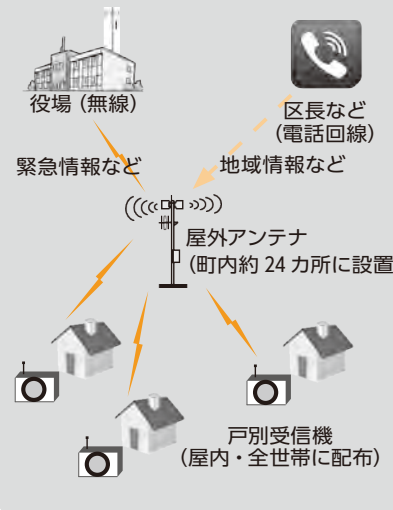 役場（無線）
区長など
（電話回線）
緊急情報など
地域情報など
屋外アンテナ
（町内約 24 カ所に設置
戸別受信機
（屋内・全世帯に配布）